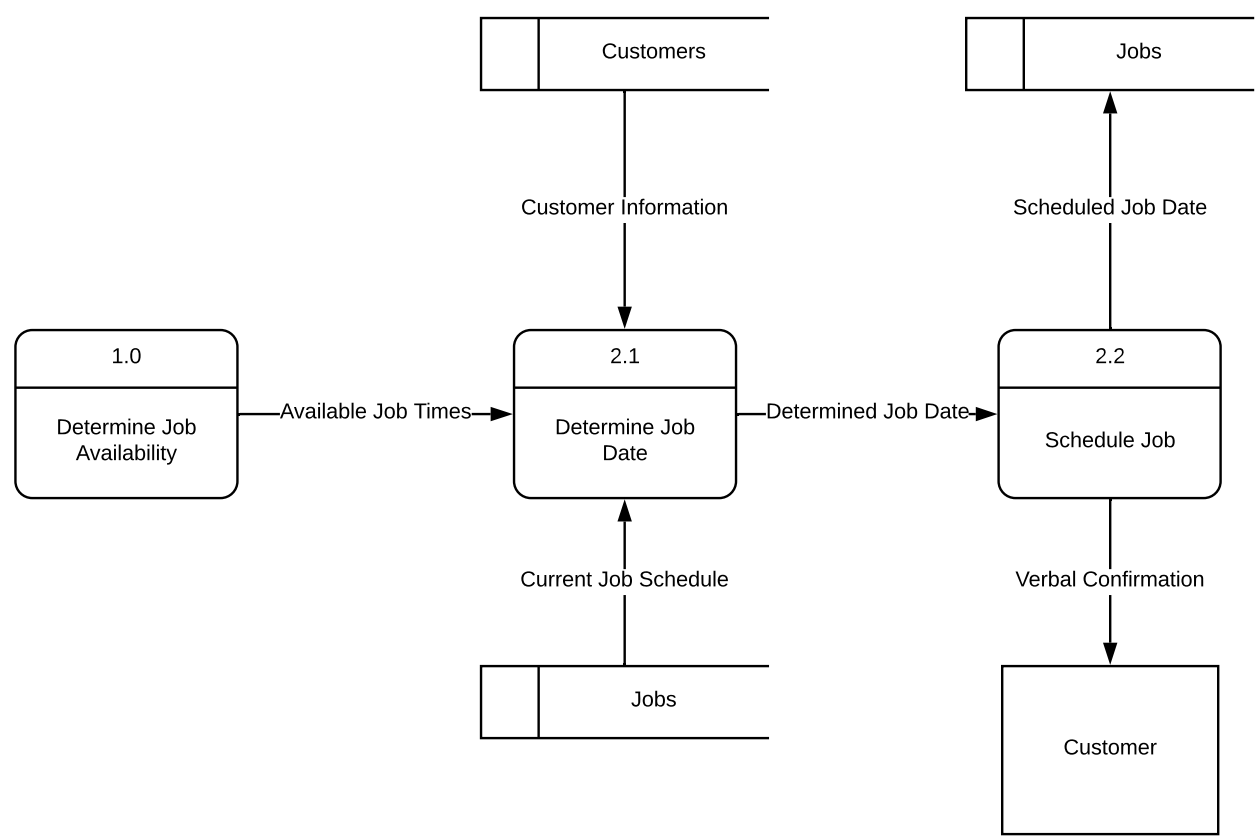 Customers
Jobs
Customer Information
Scheduled Job Date
1.0
2.1
2.2
Available Job Times
Determined Job Date
Determine Job
Availability
Determine Job
Date
Schedule Job
Current Job Schedule
Verbal Confirmation
Jobs
Customer